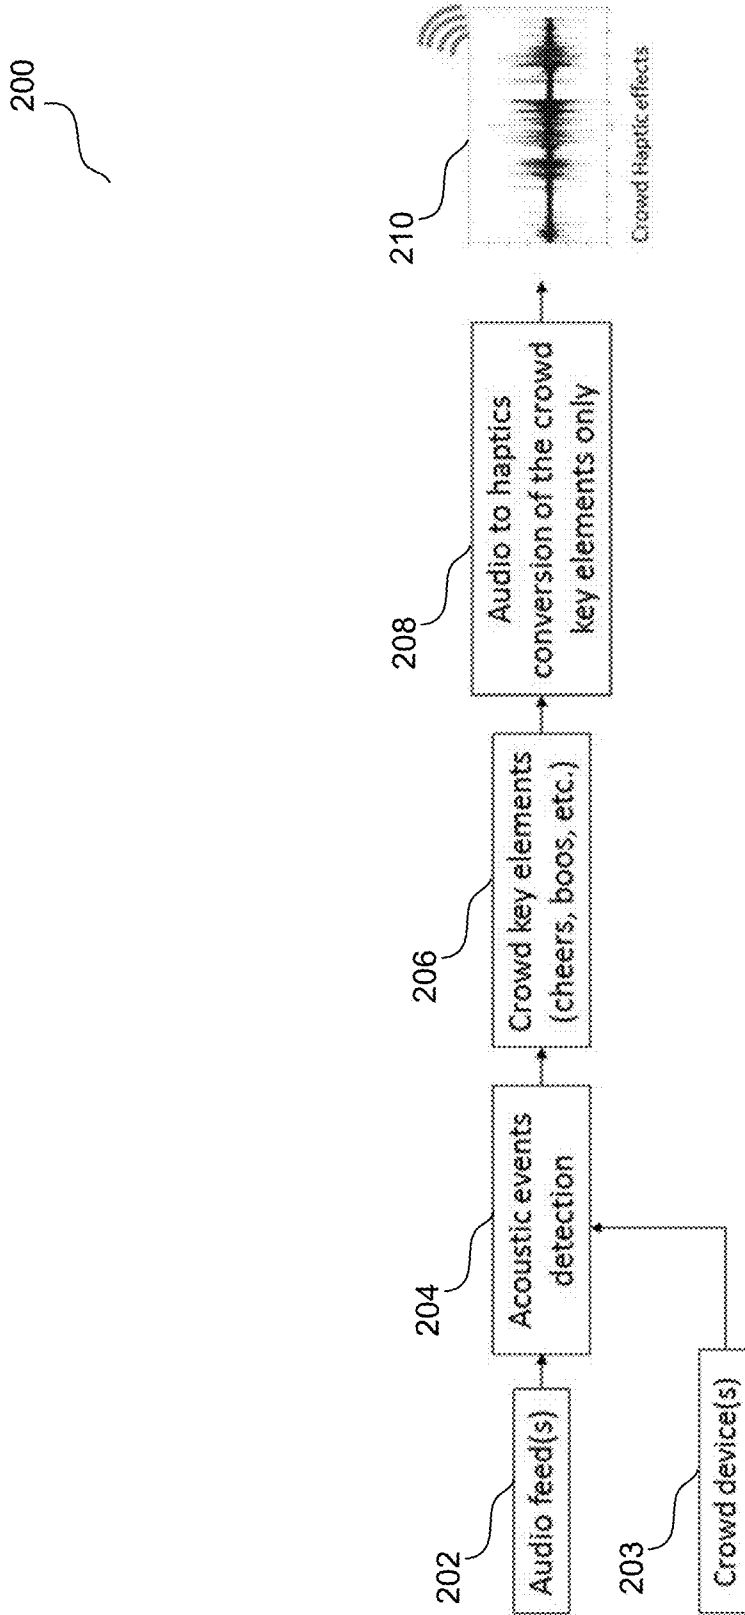 200
202
Audio feed(s)
203
Crowd device(s)
204
Acoustic events
detection
206
Crowd key elements
(cheers, boos, etc.)
208
Audio to haptics
conversion of the crowd
key elements only
210
Crowd Haptic effects